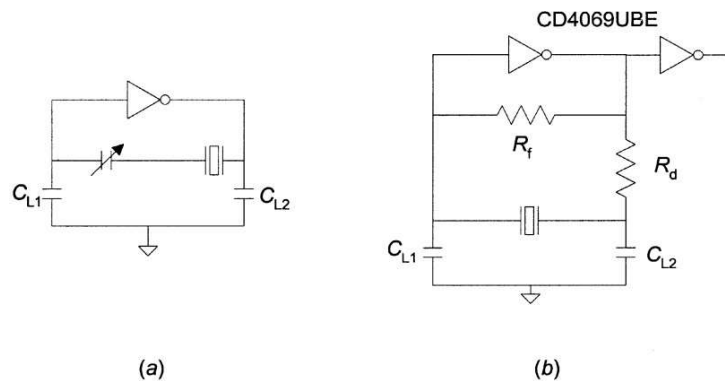 CD4069UBE
R_f
R_d
C_L1
C_L2
C_L1
C_L2
(a)
(b)